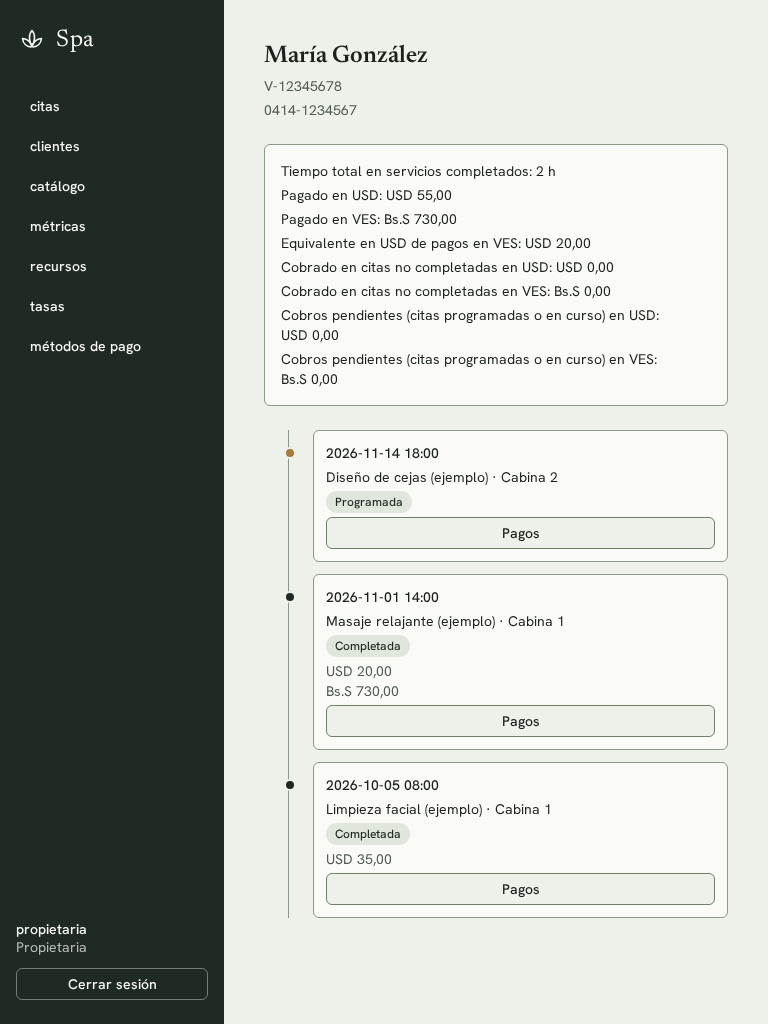 Spa
citas
clientes
catálogo
métricas
recursos
tasas
métodos de pago
propietaria
Propietaria
Cerrar sesión
María González
V-12345678
0414-1234567
Tiempo total en servicios completados: 2 h
Pagado en USD: USD 55,00
Pagado en VES: Bs.S 730,00
Equivalente en USD de pagos en VES: USD 20,00
Cobrado en citas no completadas en USD: USD 0,00
Cobrado en citas no completadas en VES: Bs.S 0,00
Cobros pendientes (citas programadas o en curso) en USD:
USD 0,00
Cobros pendientes (citas programadas o en curso) en VES:
Bs.S 0,00
2026-11-14 18:00
Diseño de cejas (ejemplo) · Cabina 2
Programada
Pagos
2026-11-01 14:00
Masaje relajante (ejemplo) · Cabina 1
Completada
USD 20,00
Bs.S 730,00
Pagos
2026-10-05 08:00
Limpieza facial (ejemplo) · Cabina 1
Completada
USD 35,00
Pagos